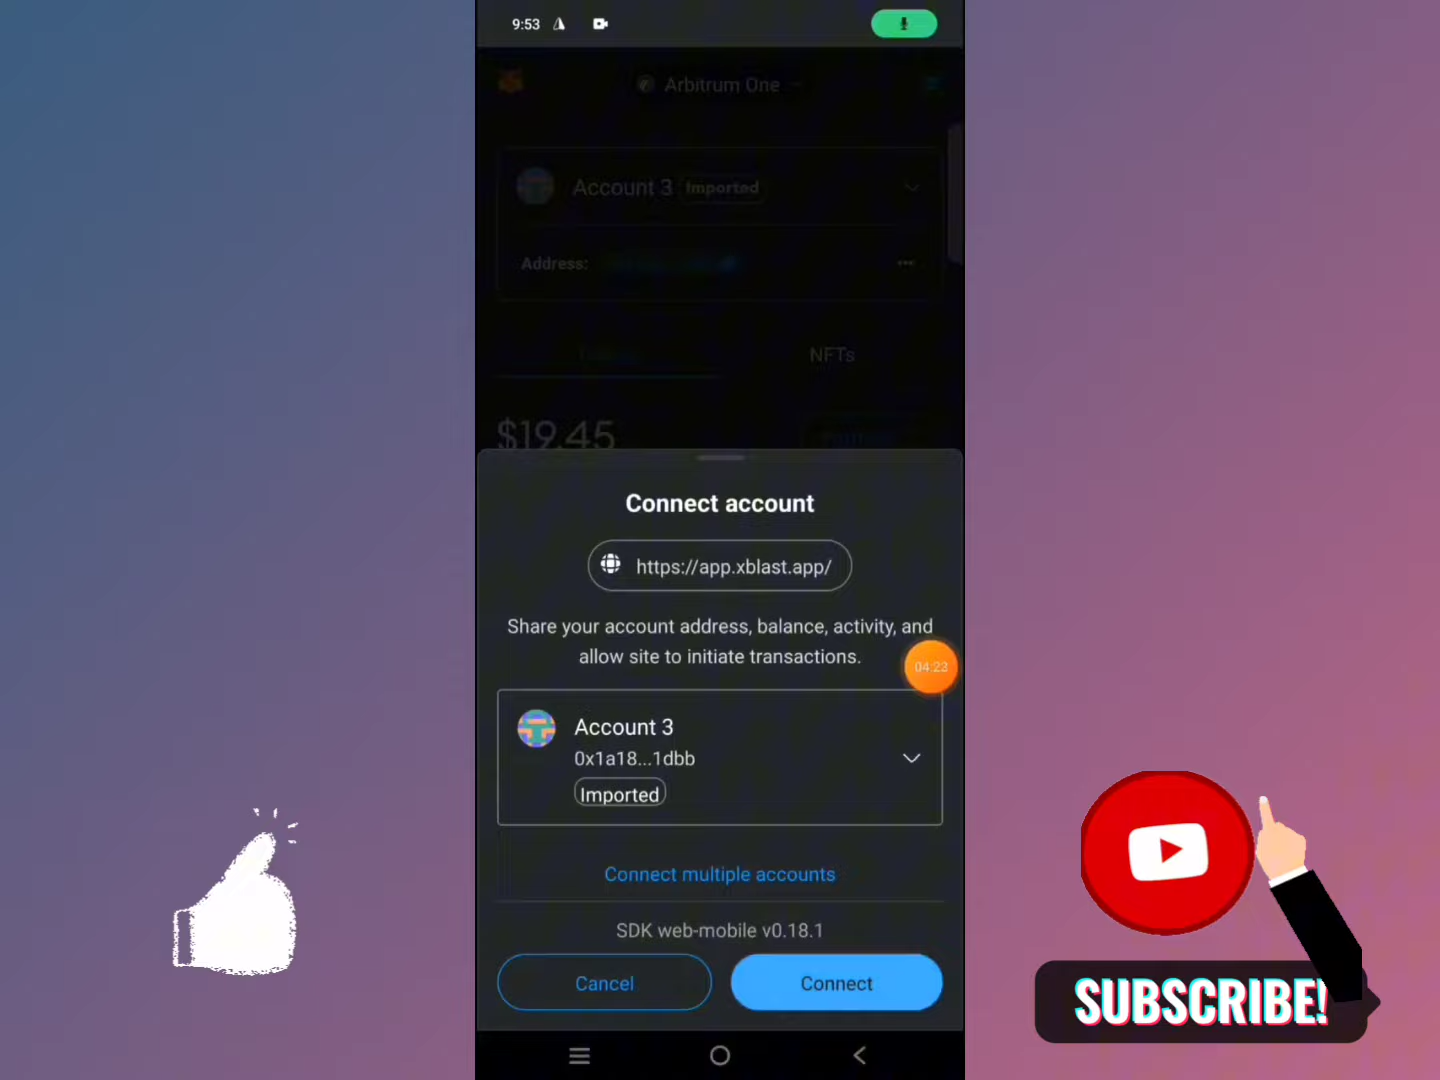 9:53
Arbitrum One
Account 3 Imported
Address:
NFTs
$19.45
Connect account
https://app.xblast.app/
Share your account address, balance, activity, and
allow site to initiate transactions.
04:23
Account 3
0x1a18...1dbb
Imported
Connect multiple accounts
SDK web-mobile v0.18.1
Cancel
Connect
SUBSCRIBE!